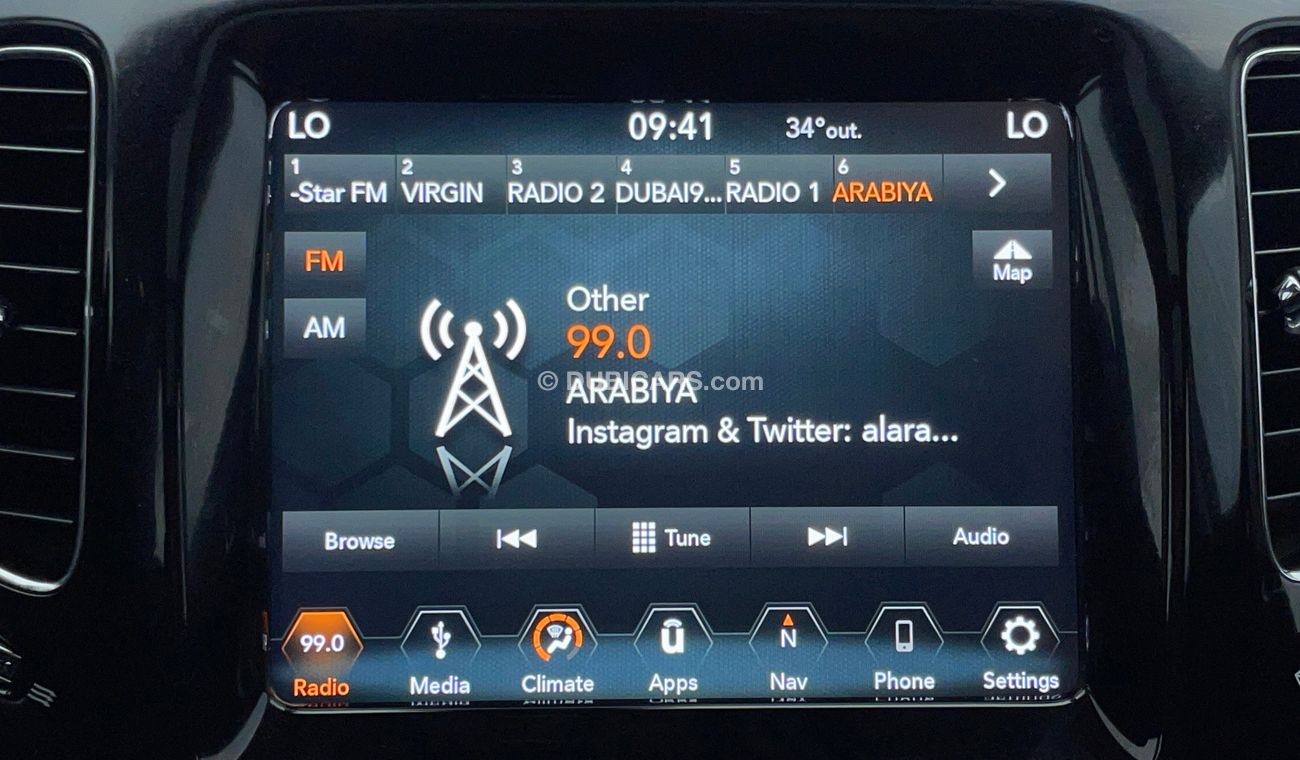 LO 09:41 34°out. LO
1 2 3 4 5 6
-Star FM VIRGIN RADIO 2 DUBAI9... RADIO 1 ARABIYA
FM
Map
AM
Other
99.0
© DUBICARS.com
ARABIYA
Instagram & Twitter: alara...
Browse Tune Audio
99.0 N
Radio Media Climate Apps Nav Phone Settings